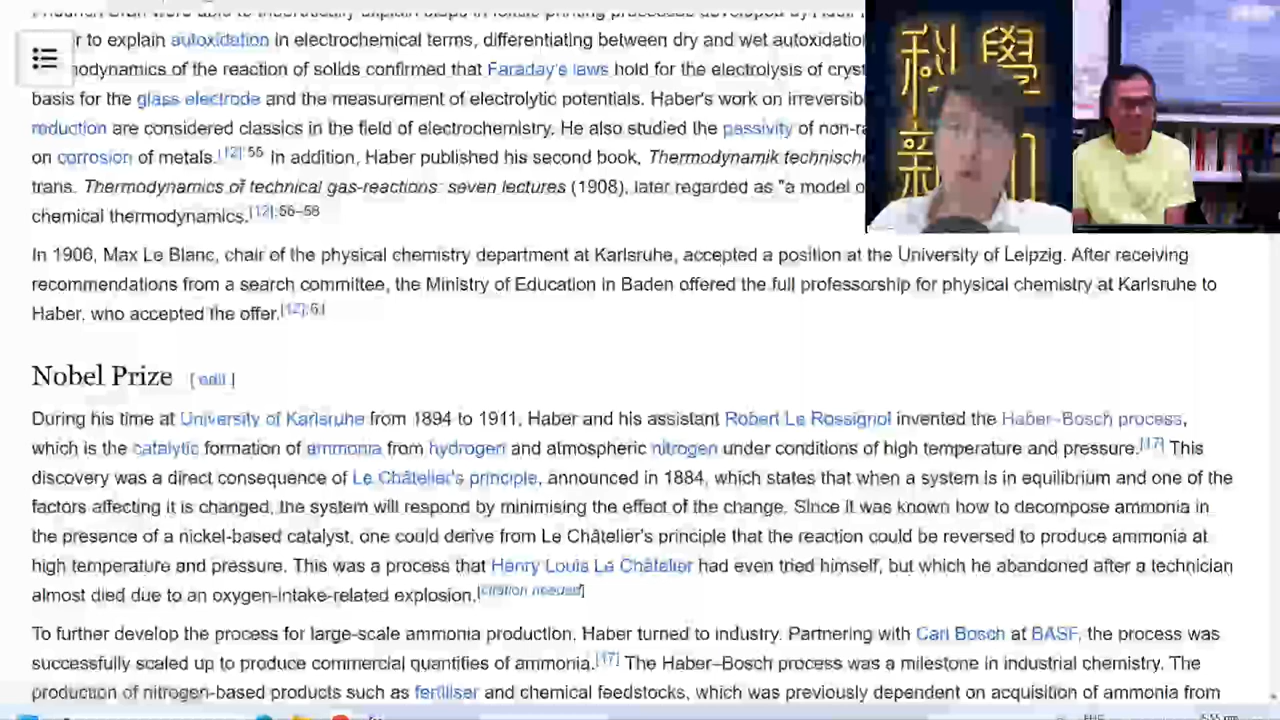 r to explain autoxidation in electrochemical terms, differentiating between dry and wet autoxidatio
nodynamics of the reaction of solids confirmed that Faraday's laws hold for the electrolysis of cryst
basis for the glass electrode and the measurement of electrolytic potentials. Haber's work on irreversib
reduction are considered classics in the field of electrochemistry. He also studied the passivity of non-ra
on corrosion of metals.[12]:55 In addition, Haber published his second book, Thermodynamik technische
trans. Thermodynamics of technical gas-reactions: seven lectures (1908), later regarded as "a model o
chemical thermodynamics.[12]:56–58
科學
新知
In 1906, Max Le Blanc, chair of the physical chemistry department at Karlsruhe, accepted a position at the University of Leipzig. After receiving
recommendations from a search committee, the Ministry of Education in Baden offered the full professorship for physical chemistry at Karlsruhe to
Haber, who accepted the offer.[12]:61
Nobel Prize [ edit ]
During his time at University of Karlsruhe from 1894 to 1911, Haber and his assistant Robert Le Rossignol invented the Haber–Bosch process,
which is the catalytic formation of ammonia from hydrogen and atmospheric nitrogen under conditions of high temperature and pressure.[17] This
discovery was a direct consequence of Le Châtelier's principle, announced in 1884, which states that when a system is in equilibrium and one of the
factors affecting it is changed, the system will respond by minimising the effect of the change. Since it was known how to decompose ammonia in
the presence of a nickel-based catalyst, one could derive from Le Châtelier's principle that the reaction could be reversed to produce ammonia at
high temperature and pressure. This was a process that Henry Louis Le Châtelier had even tried himself, but which he abandoned after a technician
almost died due to an oxygen-intake-related explosion.[citation needed]
To further develop the process for large-scale ammonia production, Haber turned to industry. Partnering with Carl Bosch at BASF, the process was
successfully scaled up to produce commercial quantities of ammonia.[17] The Haber–Bosch process was a milestone in industrial chemistry. The
production of nitrogen-based products such as fertiliser and chemical feedstocks, which was previously dependent on acquisition of ammonia from